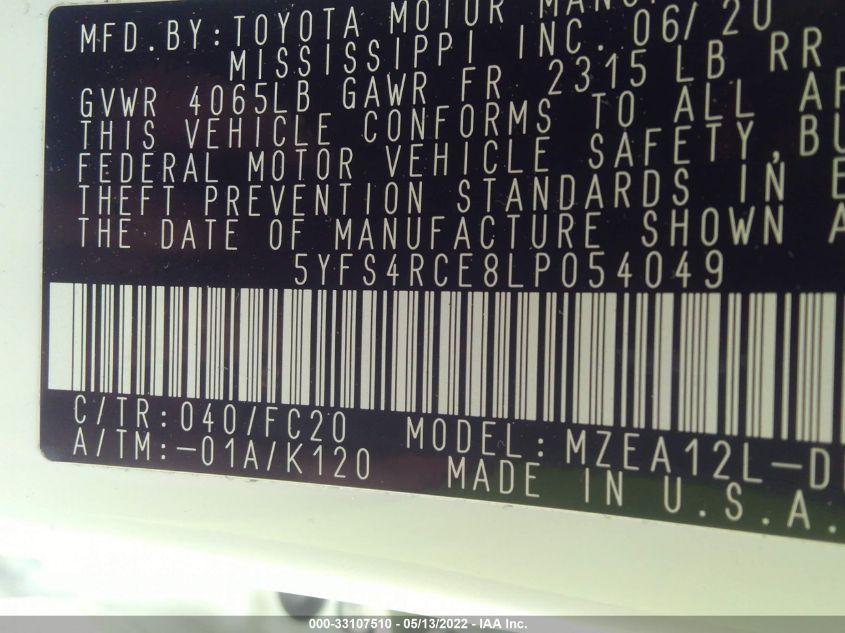 MFD.BY:TOYOTA MOTOR
MISSISSIPPI INC. 06/20
GVWR 4065LB GAWR FR 2315 LB RR
THIS VEHICLE CONFORMS TO ALL
FEDERAL MOTOR VEHICLE SAFETY,
THEFT PREVENTION STANDARDS IN
THE DATE OF MANUFACTURE SHOWN
5YFS4RCE8LP054049
C/TR:040/FC20 MODEL:MZEA12L-D
A/TM:-01A/K120 MADE IN U.S.A.
000-33107510 - 05/13/2022 - IAA Inc.